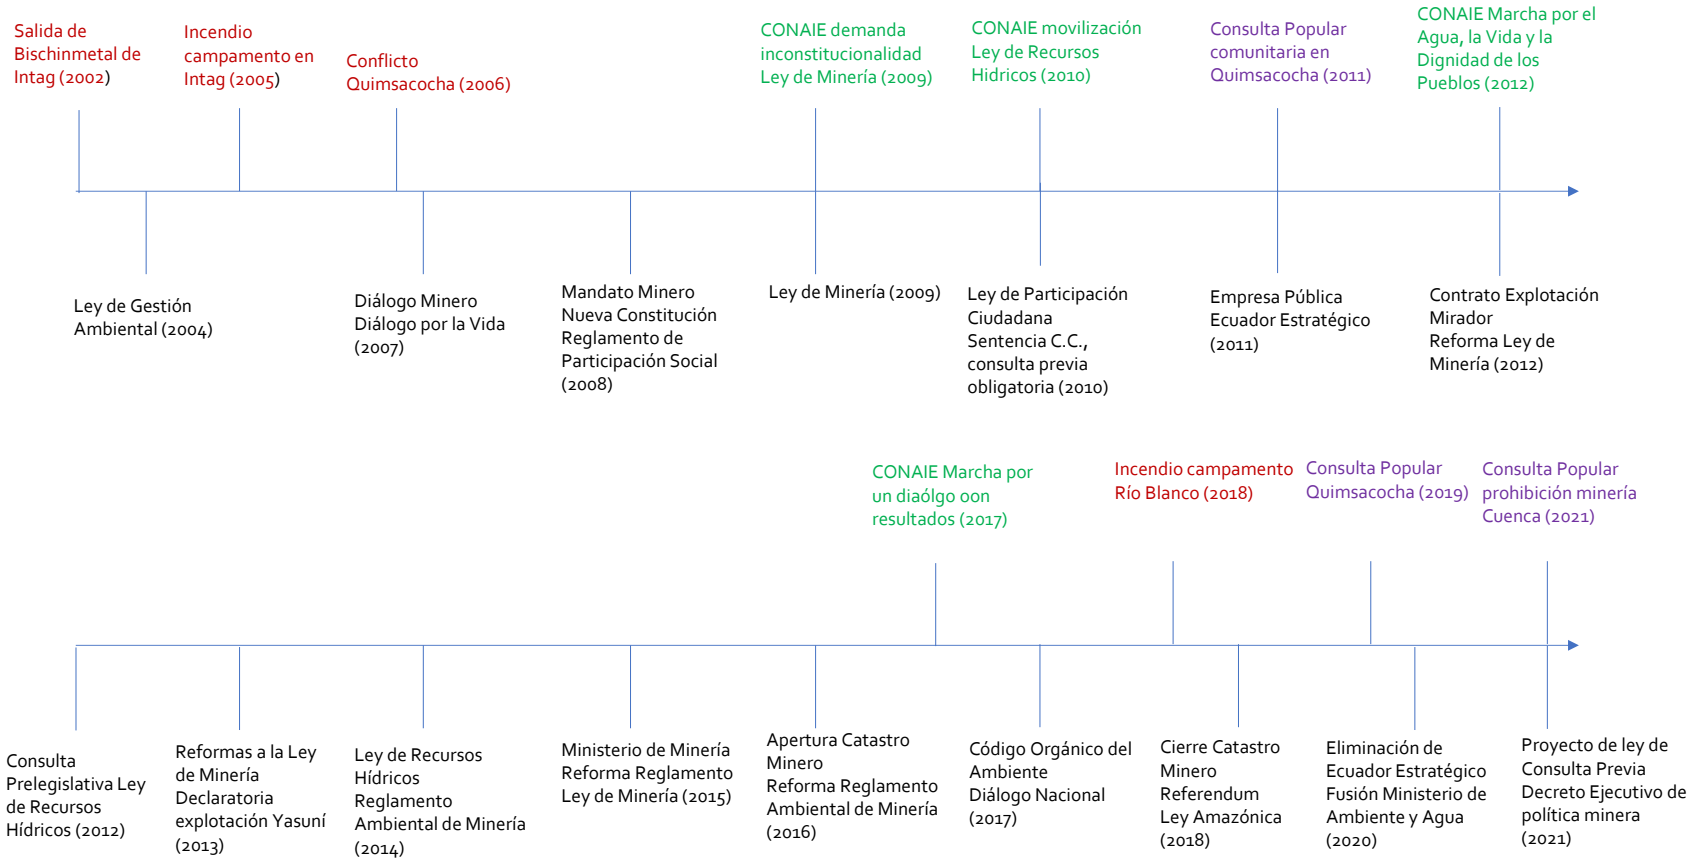 Salida de
Bischinmetal de
Intag (2002)
Incendio
campamento en
Intag (2005)
Conflicto
Quimsacocha (2006)
CONAIE demanda
inconstitucionalidad
Ley de Minería (2009)
CONAIE movilización
Ley de Recursos
Hidricos (2010)
Consulta Popular
comunitaria en
Quimsacocha (2011)
CONAIE Marcha por el
Agua, la Vida y la
Dignidad de los
Pueblos (2012)
Ley de Gestión
Ambiental (2004)
Diálogo Minero
Diálogo por la Vida
(2007)
Mandato Minero
Nueva Constitución
Reglamento de
Participación Social
(2008)
Ley de Minería (2009)
Ley de Participación
Ciudadana
Sentencia C.C.,
consulta previa
obligatoria (2010)
Empresa Pública
Ecuador Estratégico
(2011)
Contrato Explotación
Mirador
Reforma Ley de
Minería (2012)
CONAIE Marcha por
un diaólgo oon
resultados (2017)
Incendio campamento
Río Blanco (2018)
Consulta Popular
Quimsacocha (2019)
Consulta Popular
prohibición minería
Cuenca (2021)
Consulta
Prelegislativa Ley
de Recursos
Hídricos (2012)
Reformas a la Ley
de Minería
Declaratoria
explotación Yasuní
(2013)
Ley de Recursos
Hídricos
Reglamento
Ambiental de Minería
(2014)
Ministerio de Minería
Reforma Reglamento
Ley de Minería (2015)
Apertura Catastro
Minero
Reforma Reglamento
Ambiental de Minería
(2016)
Código Orgánico del
Ambiente
Diálogo Nacional
(2017)
Cierre Catastro
Minero
Referendum
Ley Amazónica
(2018)
Eliminación de
Ecuador Estratégico
Fusión Ministerio de
Ambiente y Agua
(2020)
Proyecto de ley de
Consulta Previa
Decreto Ejecutivo de
política minera
(2021)